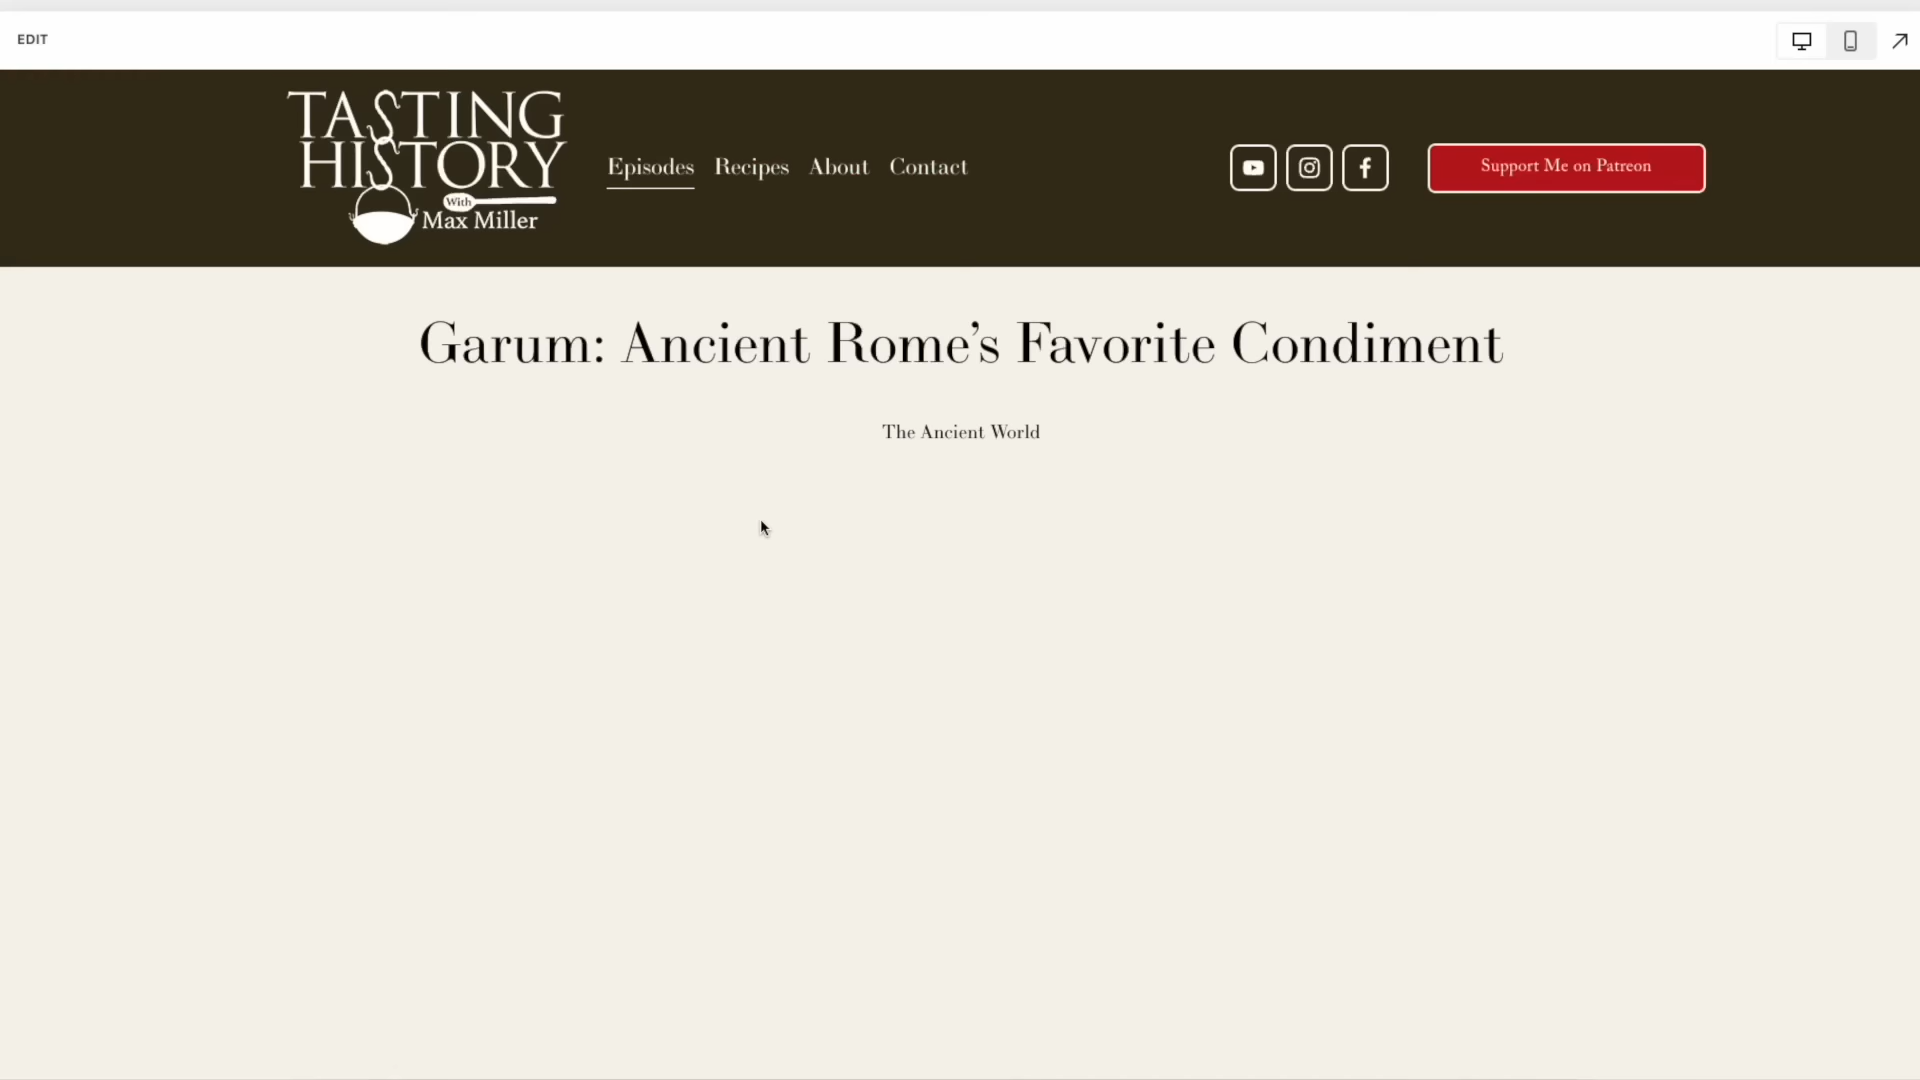 EDIT
TASTING
HISTORY
With
Max Miller
Episodes Recipes About Contact
Support Me on Patreon
Garum: Ancient Rome’s Favorite Condiment
The Ancient World